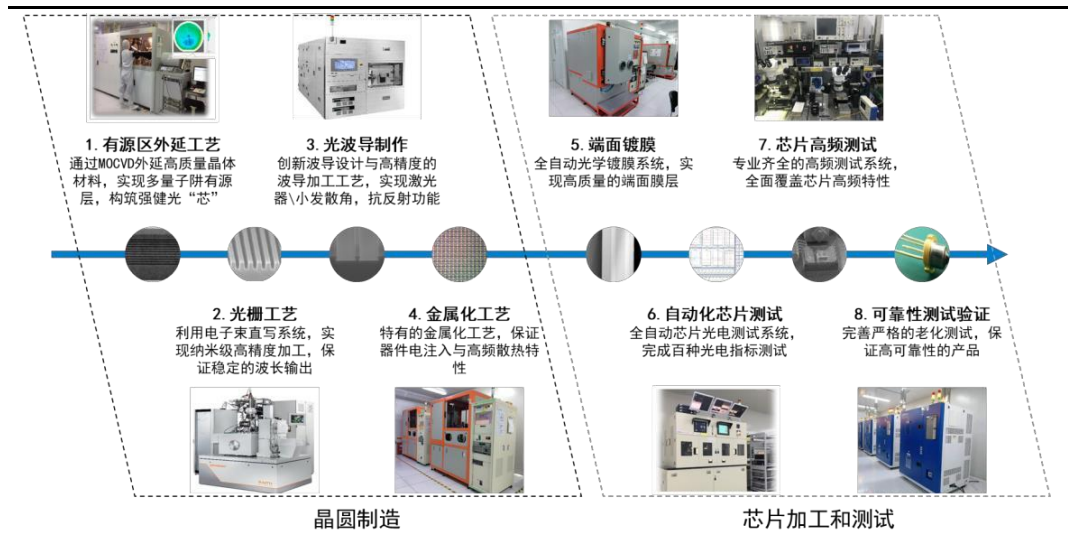 1. 有源区外延工艺
通过MOCVD外延高质量晶体
材料，实现多量子阱有源
层，构筑强健光“芯”
3. 光波导制作
创新波导设计与高精度的
波导加工工艺，实现激光
器\小发散角，抗反射功能
5. 端面镀膜
全自动光学镀膜系统，实
现高质量的端面膜层
7. 芯片高频测试
专业齐全的高频测试系统，
全面覆盖芯片高频特性
2. 光栅工艺
利用电子束直写系统，实
现纳米级高精度加工，保
证稳定的波长输出
4. 金属化工艺
特有的金属化工艺，保证
器件电注入与高频散热特
性
6. 自动化芯片测试
全自动芯片光电测试系统，
完成百种光电指标测试
8. 可靠性测试验证
完善严格的老化测试，保
证高可靠性的产品
晶圆制造
芯片加工和测试